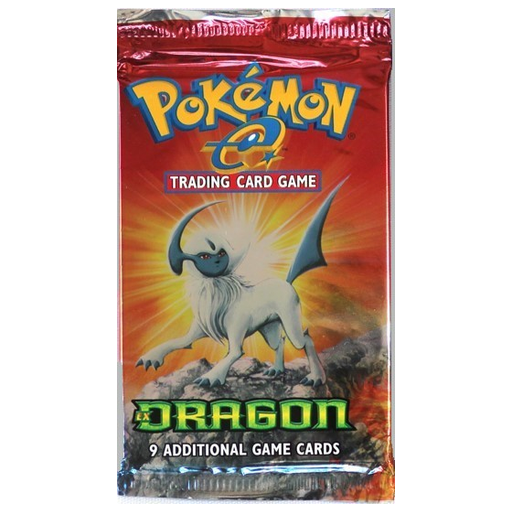 POKéMON
e
TRADING CARD GAME
EX DRAGON
9 ADDITIONAL GAME CARDS